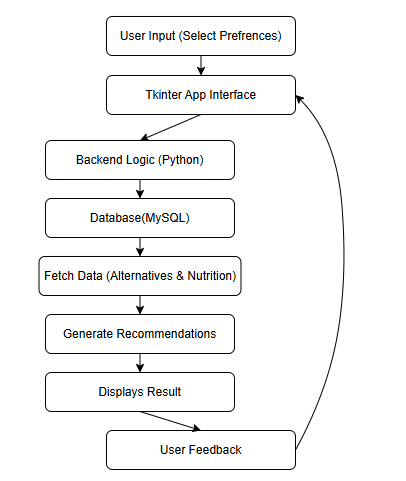 User Input (Select Prefrences)
Tkinter App Interface
Backend Logic (Python)
Database(MySQL)
Fetch Data (Alternatives & Nutrition)
Generate Recommendations
Displays Result
User Feedback